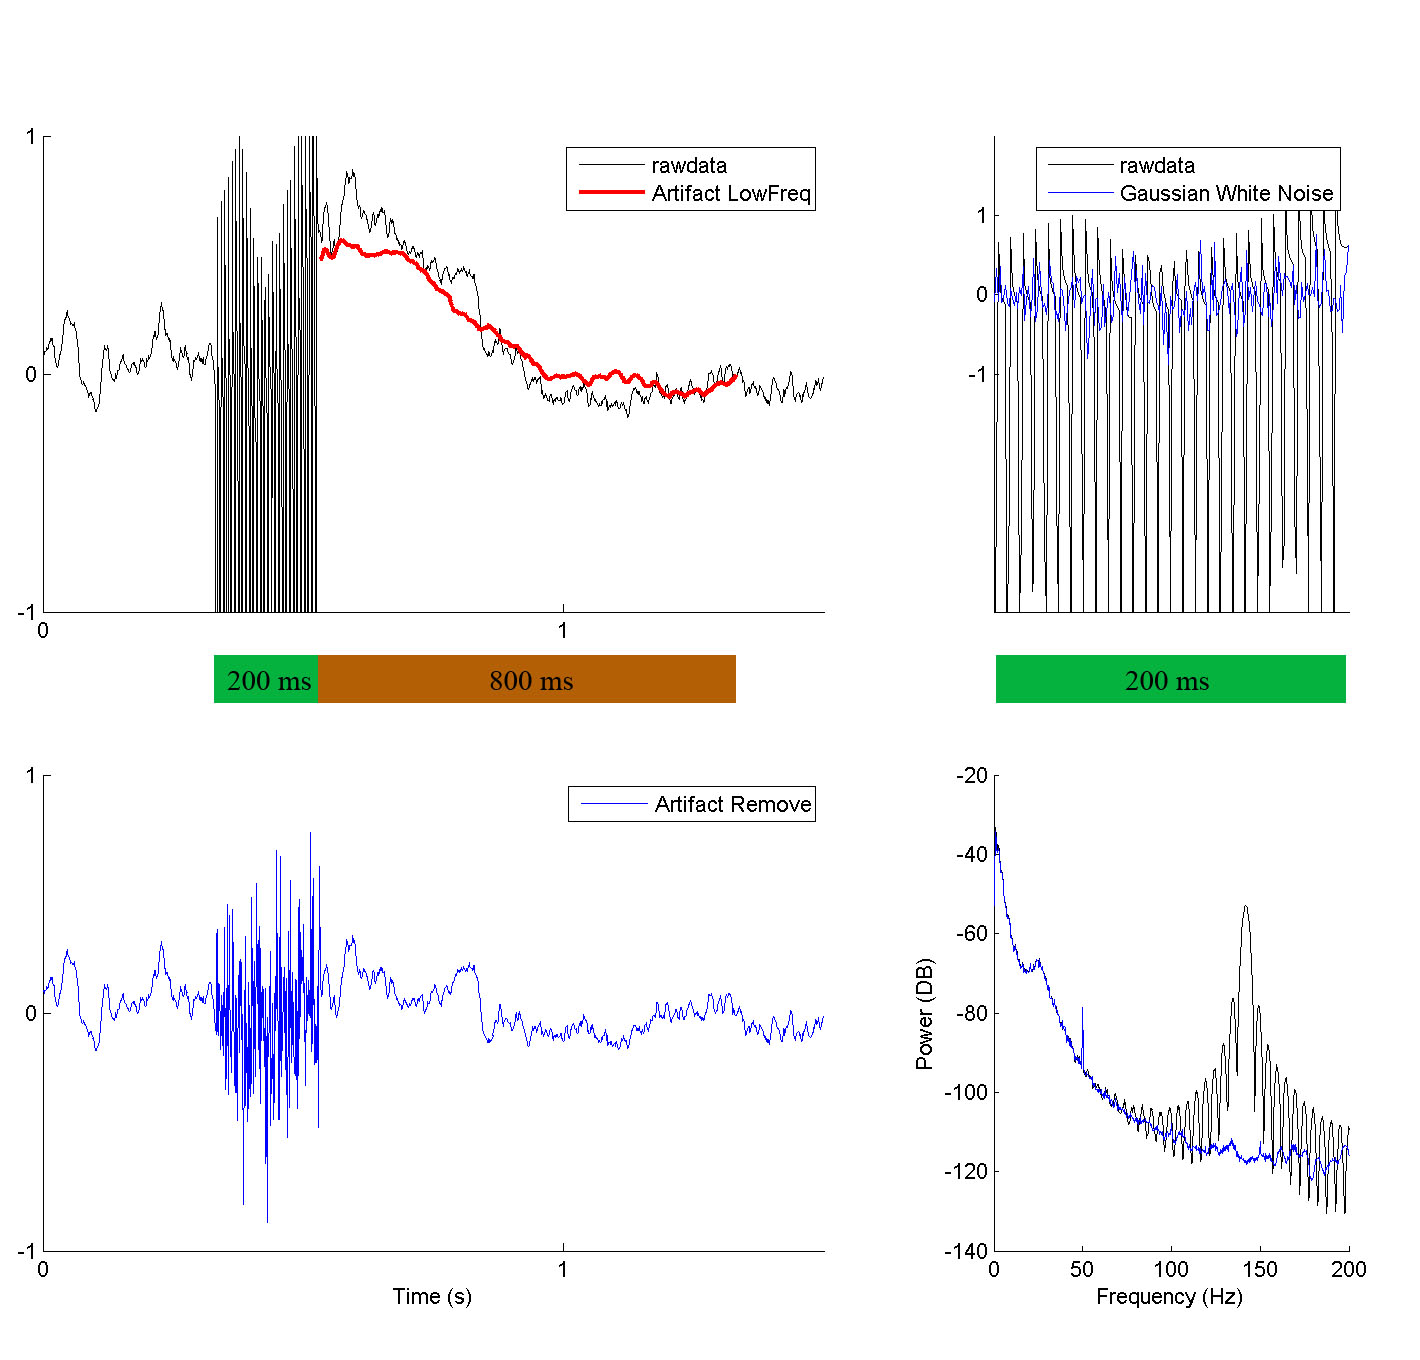 1
0
-1
0
1
rawdata
Artifact LowFreq
1
0
-1
rawdata
Gaussian White Noise
200 ms
800 ms
200 ms
1
0
-1
0
1
Time (s)
Artifact Remove
-20
-40
-60
-80
-100
-120
-140
Power (DB)
0
50
100
150
200
Frequency (Hz)